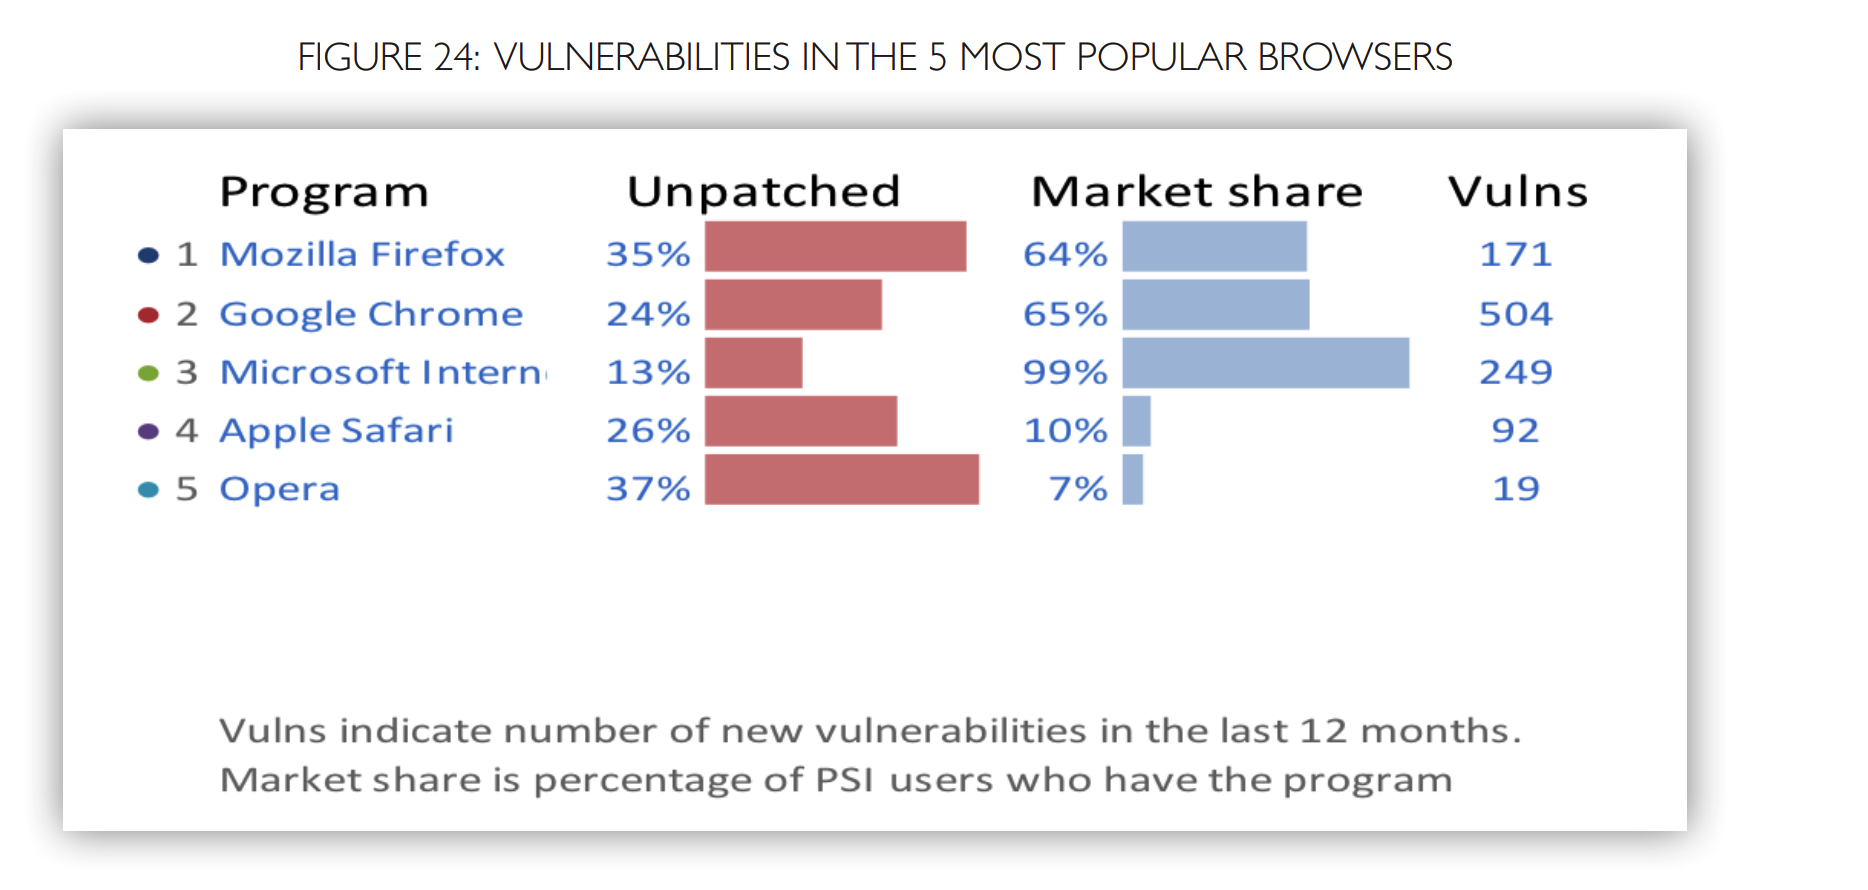 FIGURE 24: VULNERABILITIES IN THE 5 MOST POPULAR BROWSERS
Program Unpatched Market share Vulns
1 Mozilla Firefox 35% 64% 171
2 Google Chrome 24% 65% 504
3 Microsoft Intern 13% 99% 249
4 Apple Safari 26% 10% 92
5 Opera 37% 7% 19
Vulns indicate number of new vulnerabilities in the last 12 months.
Market share is percentage of PSI users who have the program